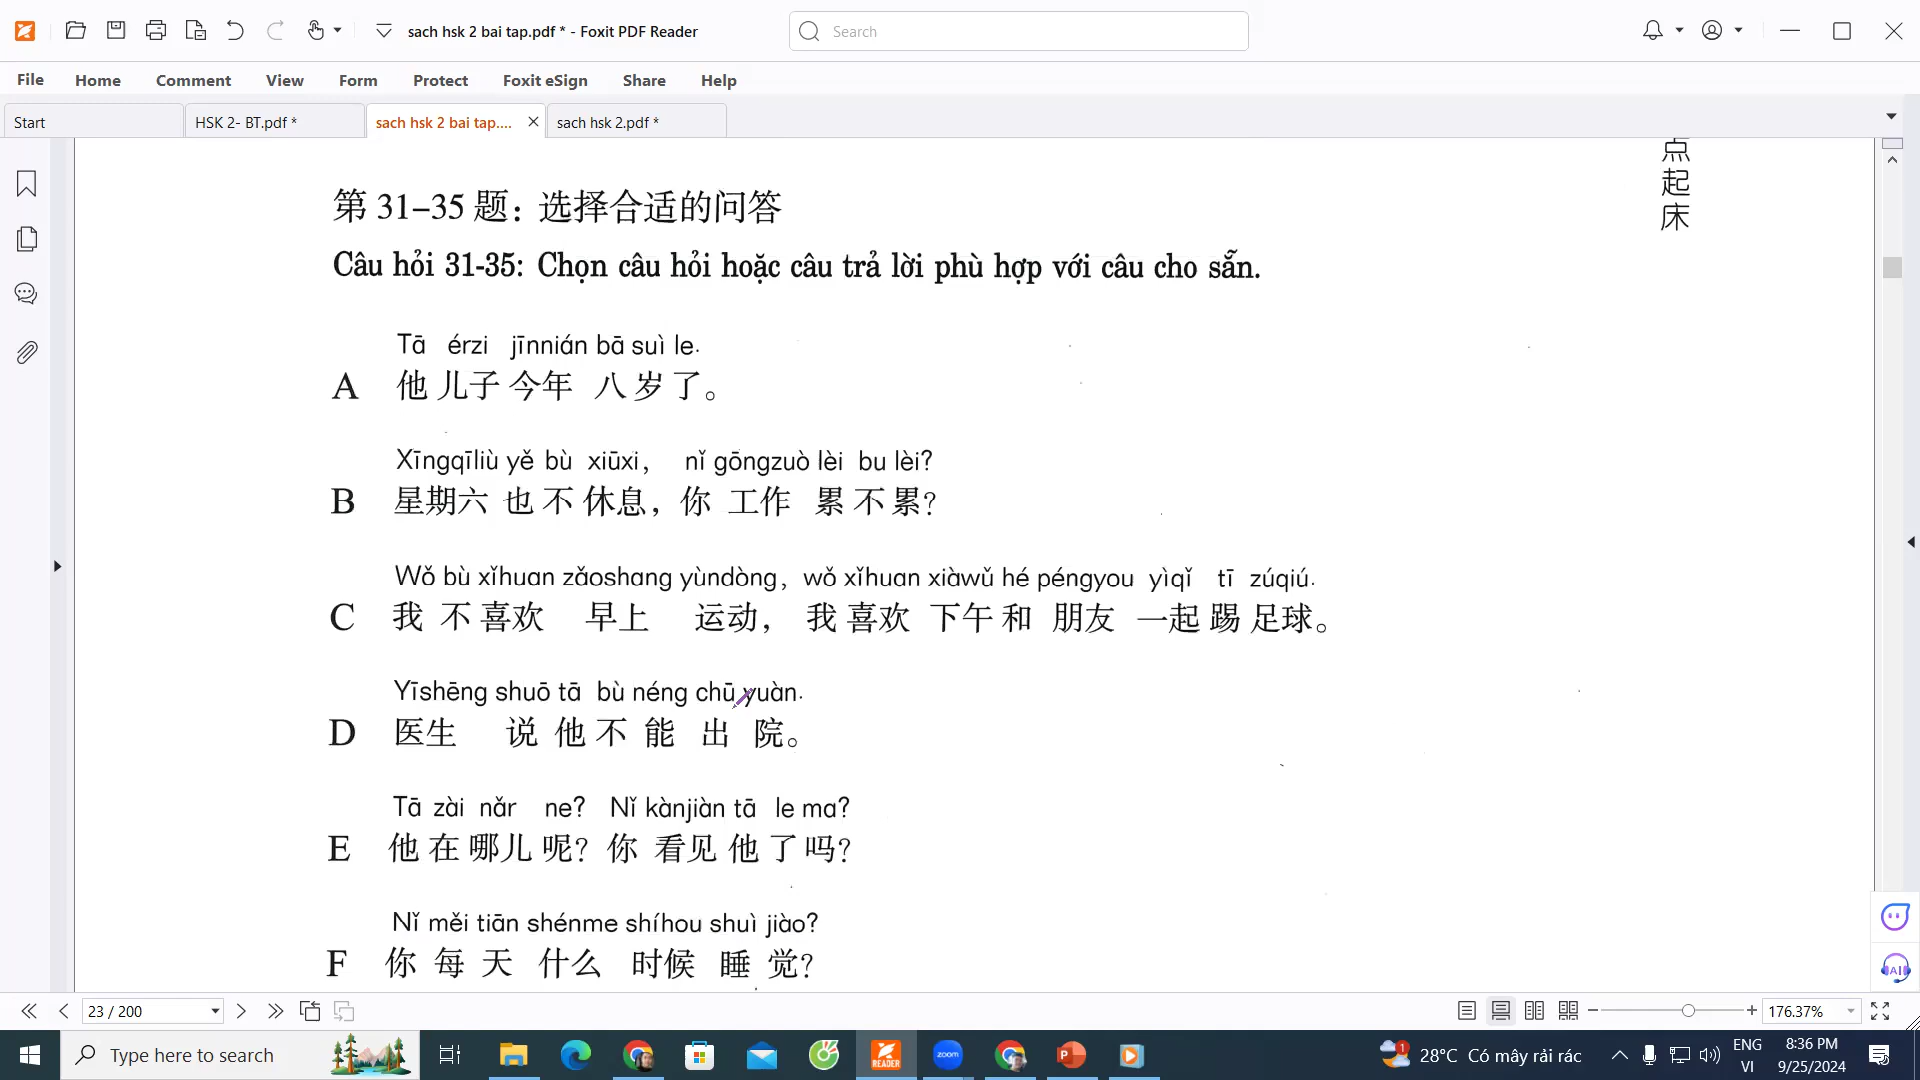 sach hsk 2 bai tap.pdf * - Foxit PDF Reader
Search
File Home Comment View Form Protect Foxit eSign Share Help
Start
HSK 2- BT.pdf *
sach hsk 2 bai tap....
sach hsk 2.pdf *
点起床
第 31–35 题：选择合适的问答
Câu hỏi 31-35: Chọn câu hỏi hoặc câu trả lời phù hợp với câu cho sẵn.
Tā érzi jīnnián bā suì le.
A 他 儿子 今年 八 岁 了。
Xīngqīliù yě bù xiūxi, nǐ gōngzuò lèi bu lèi?
B 星期六 也 不 休息，你 工作 累 不 累？
Wǒ bù xǐhuan zǎoshang yùndòng, wǒ xǐhuan xiàwǔ hé péngyou yìqǐ tī zúqiú.
C 我 不 喜欢 早上 运动，我 喜欢 下午 和 朋友 一起 踢 足球。
Yīshēng shuō tā bù néng chū yuàn.
D 医生 说 他 不 能 出 院。
Tā zài nǎr ne? Nǐ kànjiàn tā le ma?
E 他 在 哪儿 呢？你 看见 他 了 吗？
Nǐ měi tiān shénme shíhou shuì jiào?
F 你 每 天 什么 时候 睡 觉？
23 / 200
176.37%
Type here to search
READER
zoom
1
28°C Có mây rải rác
ENG
VI
8:36 PM
9/25/2024
AI